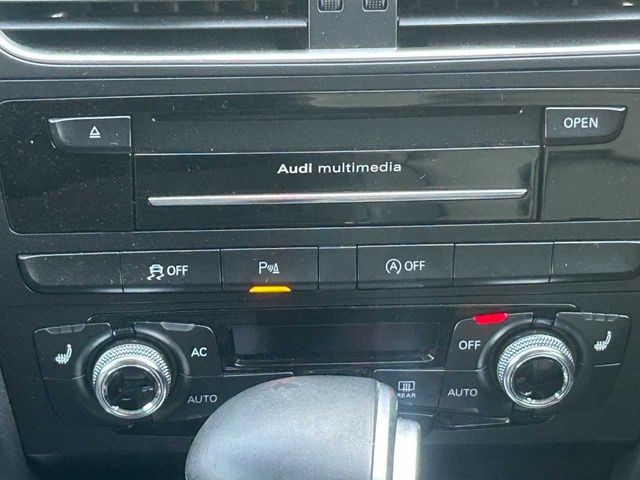 OPEN
Audi multimedia
OFF
P
A OFF
AC
OFF
AUTO
REAR
AUTO